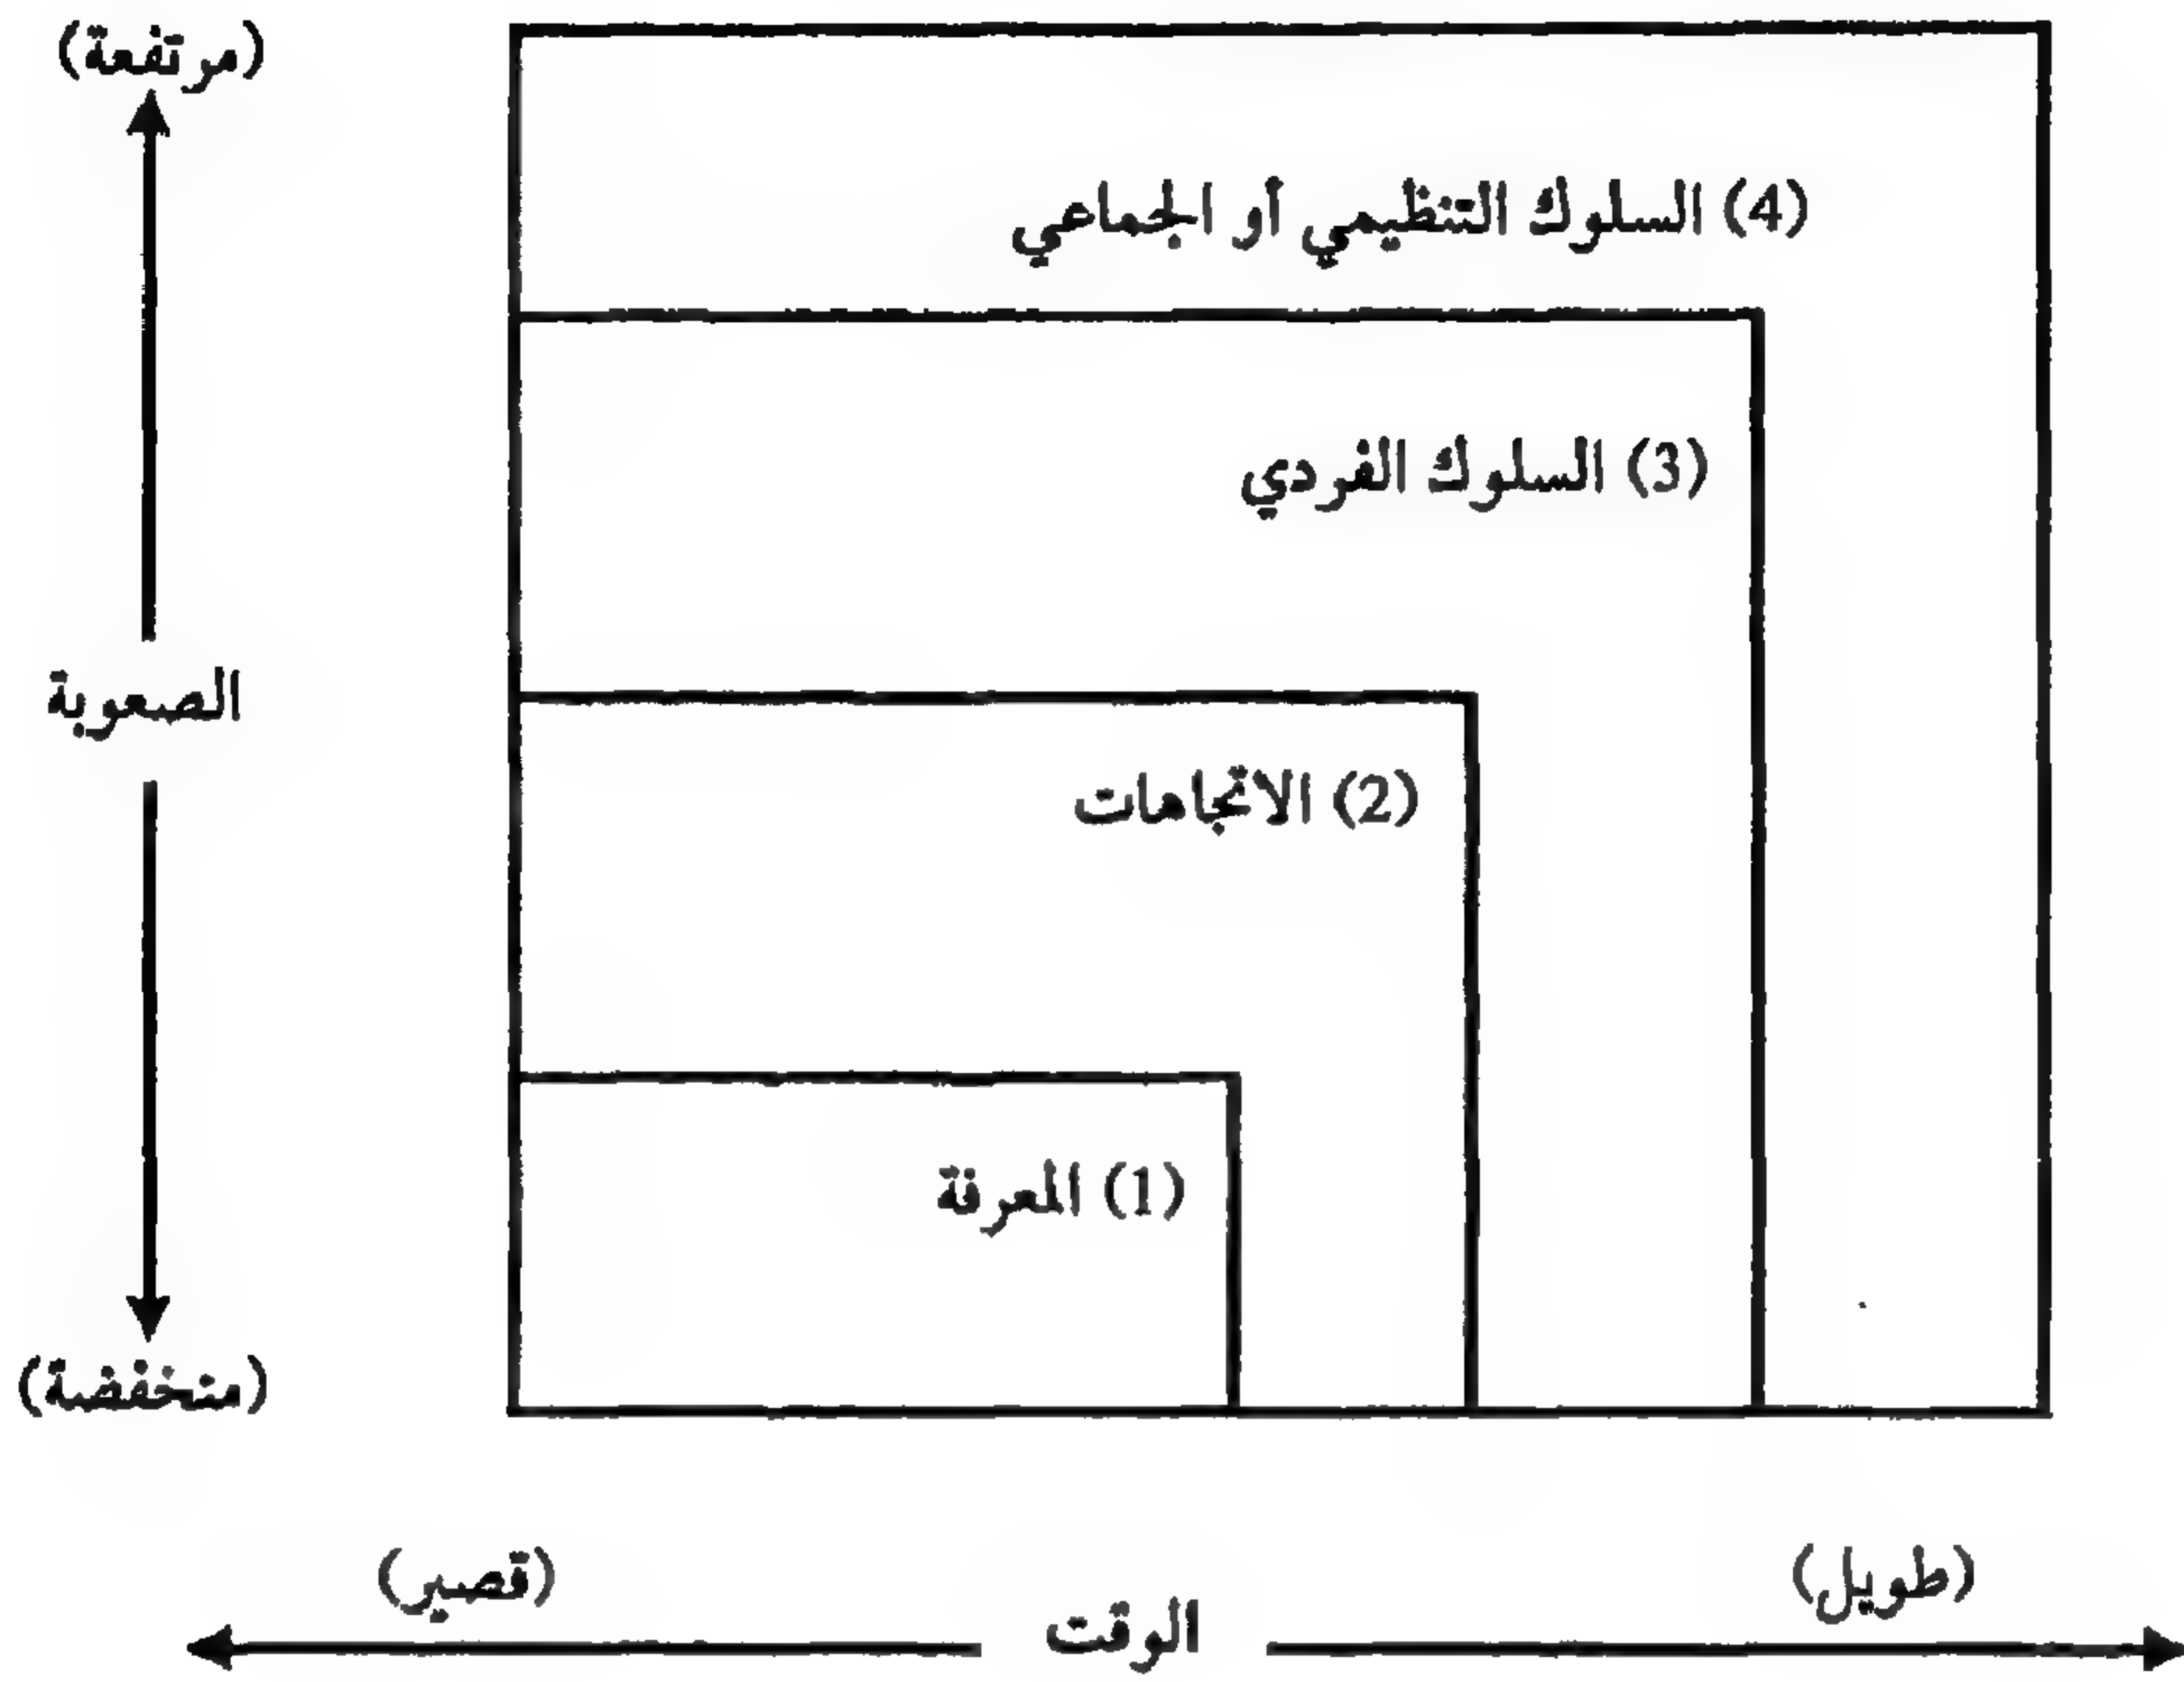 (مرتفعة)
(4) السلوك التنظيمي أو الجماعي
(3) السلوك الفردي
الصعوبة
(2) الاتجاهات
(1) المعرفة
(منخفضة)
(طويل)
(قصير)
الوقت